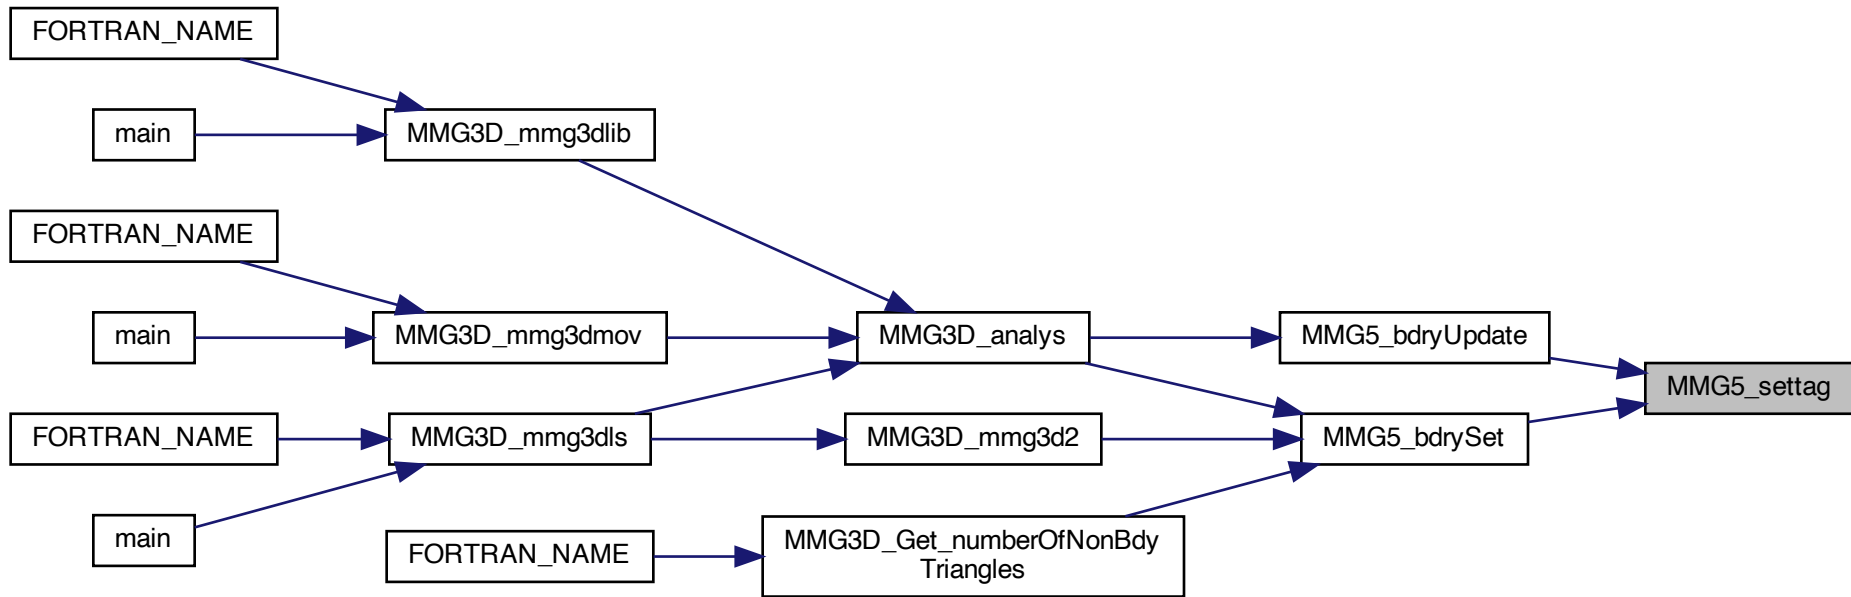 FORTRAN_NAME
main
MMG3D_mmg3dlib
FORTRAN_NAME
main
MMG3D_mmg3dmov
MMG3D_analys
MMG5_bdryUpdate
MMG5_settag
FORTRAN_NAME
MMG3D_mmg3dls
MMG3D_mmg3d2
MMG5_bdrySet
main
FORTRAN_NAME
MMG3D_Get_numberOfNonBdy
Triangles